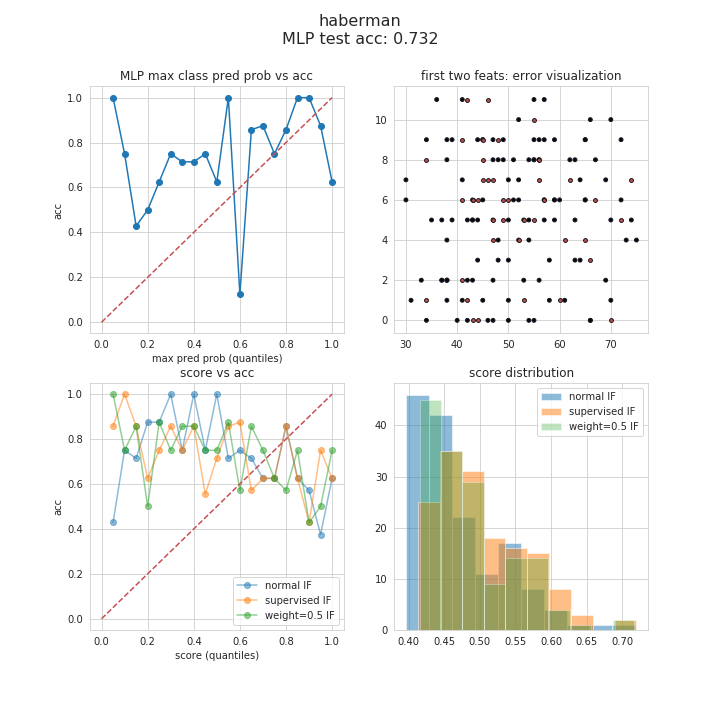 haberman
MLP test acc: 0.732
MLP max class pred prob vs acc
1.0
0.8
0.6
0.4
0.2
0.0
acc
0.0 0.2 0.4 0.6 0.8 1.0
max pred prob (quantiles)
first two feats: error visualization
10
8
6
4
2
0
30 40 50 60 70
score vs acc
1.0
0.8
0.6
0.4
0.2
0.0
acc
normal IF
supervised IF
weight=0.5 IF
0.0 0.2 0.4 0.6 0.8 1.0
score (quantiles)
score distribution
normal IF
supervised IF
weight=0.5 IF
40
30
20
10
0
0.40 0.45 0.50 0.55 0.60 0.65 0.70